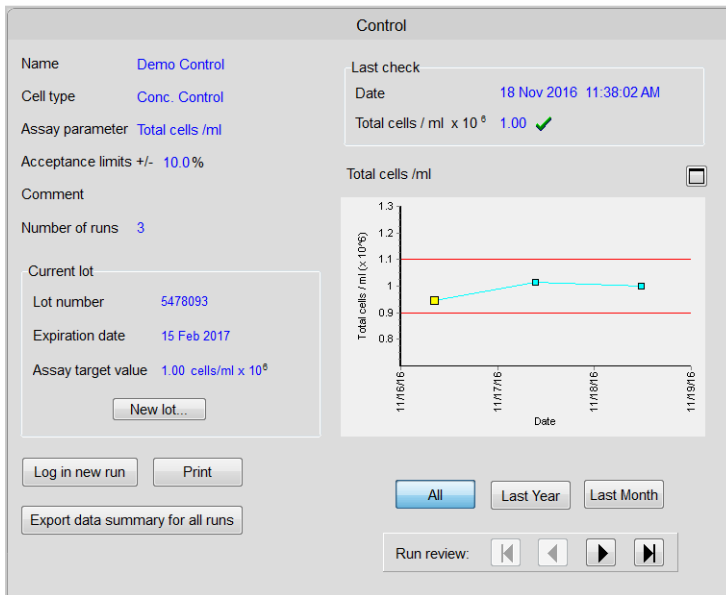 Control
Name Demo Control
Cell type Conc. Control
Assay parameter Total cells /ml
Acceptance limits +/- 10.0 %
Comment
Number of runs 3
Current lot
Lot number 5478093
Expiration date 15 Feb 2017
Assay target value 1.00 cells/ml x 10⁶
New lot...
Log in new run Print
Export data summary for all runs
Last check
Date 18 Nov 2016 11:38:02 AM
Total cells / ml x 10⁶ 1.00
Total cells /ml
Total cells / ml (x 10^6)
1.3
1.2
1.1
1
0.9
0.8
11/16/16 11/17/16 11/18/16 11/19/16
Date
All Last Year Last Month
Run review: